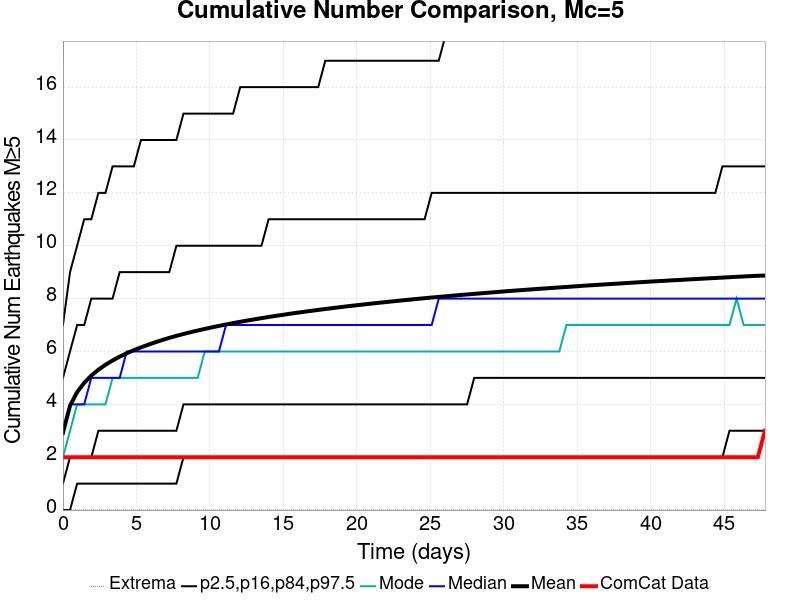 Cumulative Number Comparison, Mc=5
Cumulative Num Earthquakes M≥5
16
14
12
10
8
6
4
2
0
0 5 10 15 20 25 30 35 40 45
Time (days)
Extrema p2.5,p16,p84,p97.5 Mode Median Mean ComCat Data